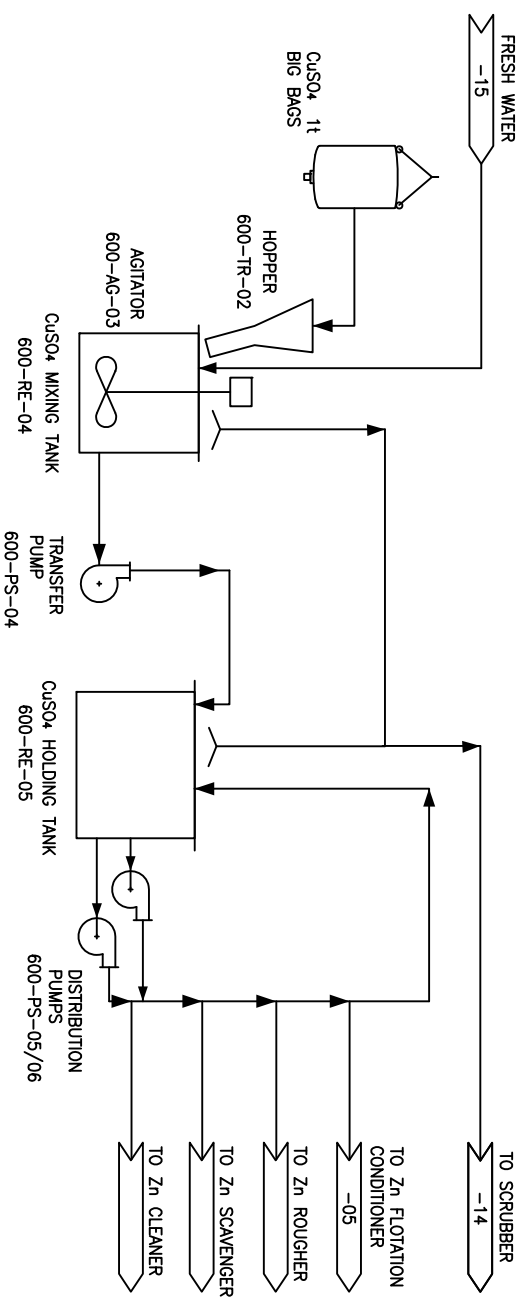 FRESH WATER
-15
CuSO4 1t
BIG BAGS
HOPPER
600-TR-02
AGITATOR
600-AG-03
CuSO4 MIXING TANK
600-RE-04
TRANSFER
PUMP
600-PS-04
CuSO4 HOLDING TANK
600-RE-05
DISTRIBUTION
PUMPS
600-PS-05/06
TO SCRUBBER
-14
TO Zn FLOTATION
CONDITIONER
-05
TO Zn ROUGHER
TO Zn SCAVENGER
TO Zn CLEANER